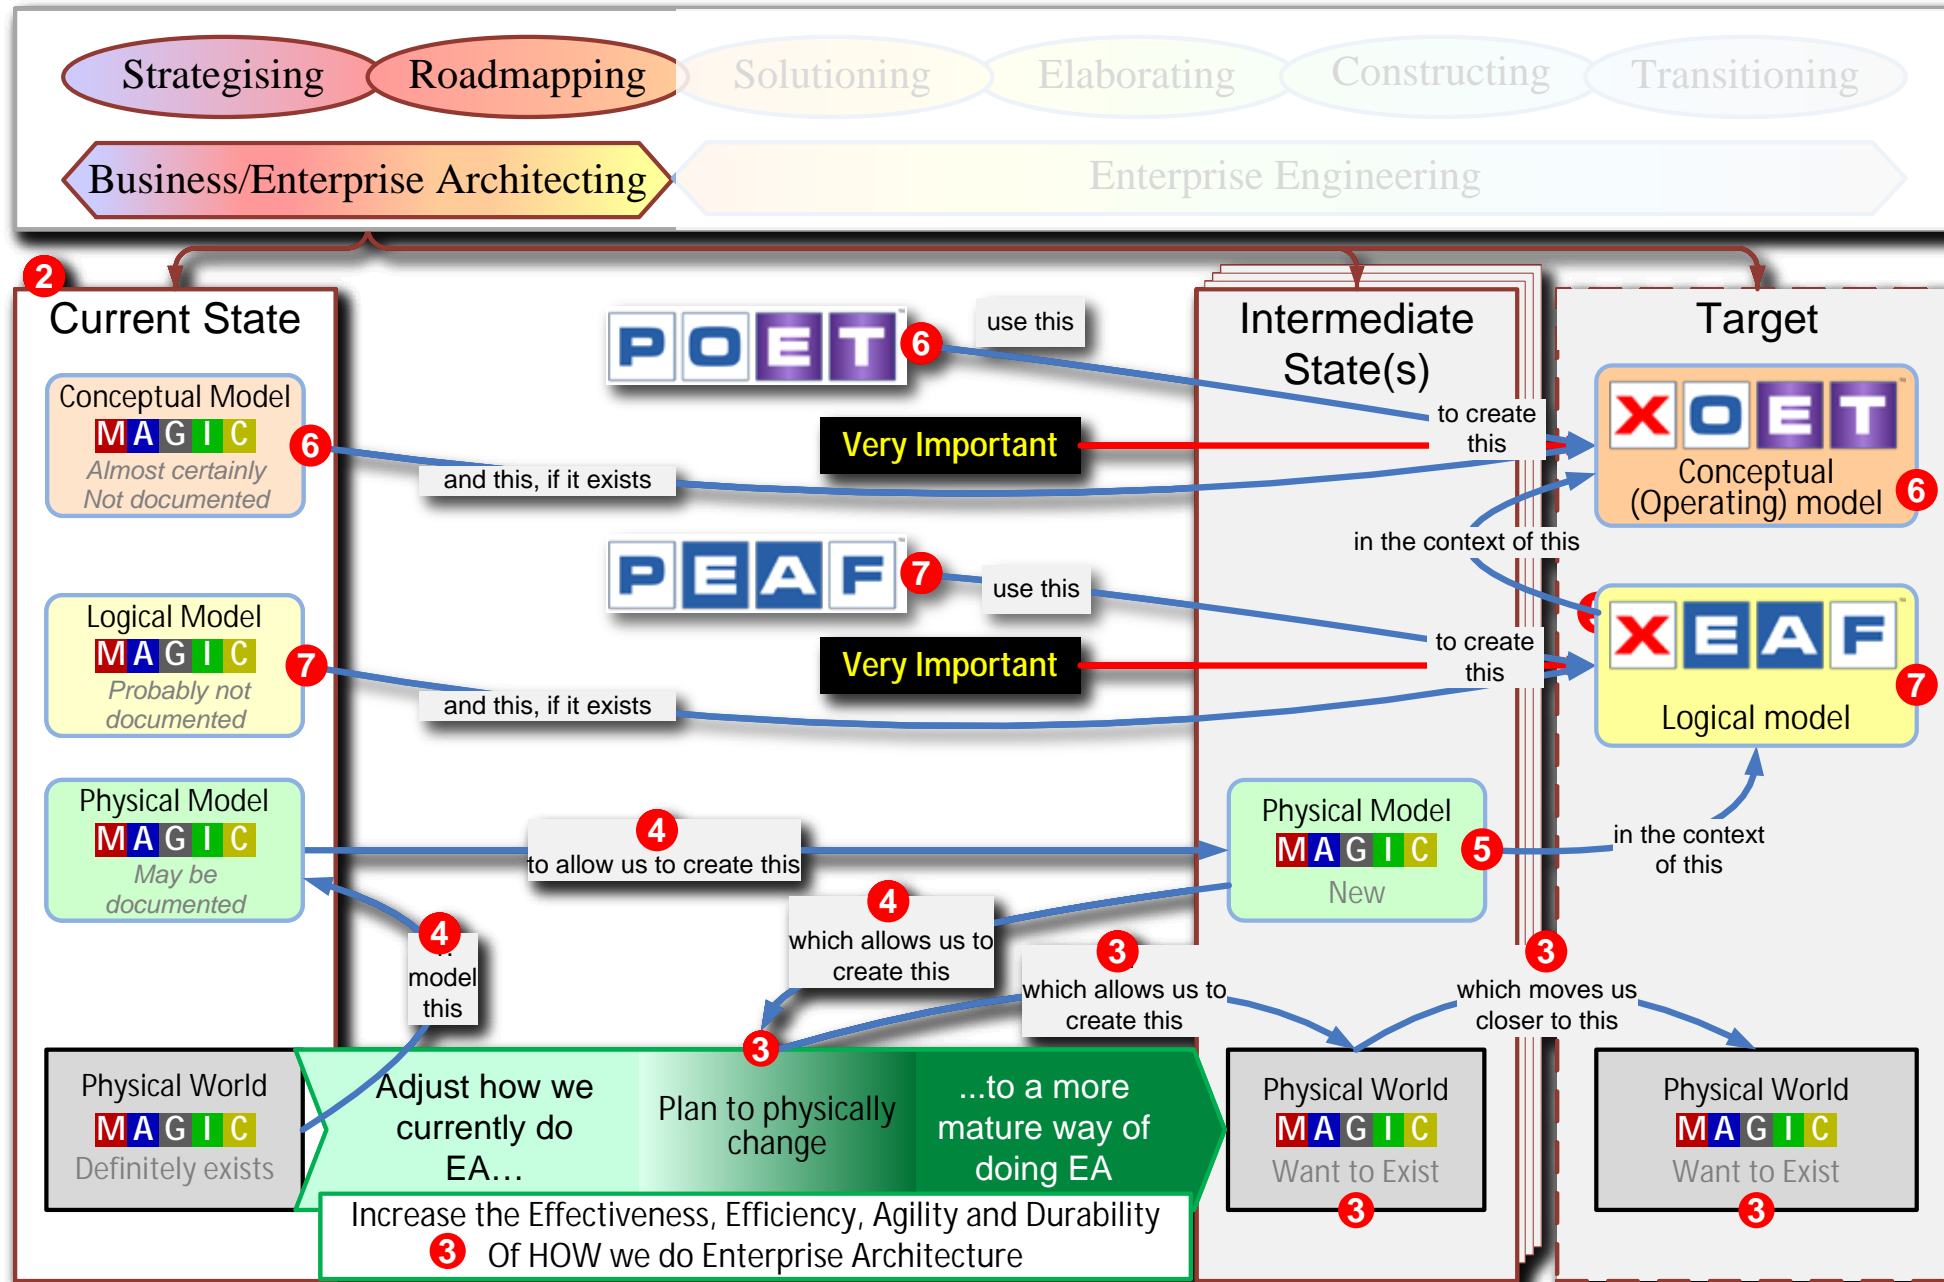 Strategising
Roadmapping
Solutioning
Elaborating
Constructing
Transitioning
Business/Enterprise Architecting
Enterprise Engineering
2
Current State
Intermediate
State(s)
Target
POET™
6
use this
to create
this
XOET™
Conceptual
(Operating) model
6
Conceptual Model
MAGIC
Almost certainly
Not documented
6
and this, if it exists
Very Important
in the context of this
PEAF™
7
use this
to create
this
XEAF™
Logical model
7
Logical Model
MAGIC
Probably not
documented
7
and this, if it exists
Very Important
Physical Model
MAGIC
May be
documented
4
to allow us to create this
Physical Model
MAGIC
New
5
in the context
of this
4
model
this
4
which allows us to
create this
3
which allows us to
create this
3
which moves us
closer to this
Physical World
MAGIC
Definitely exists
Adjust how we
currently do
EA...
3
Plan to physically
change
...to a more
mature way of
doing EA
Physical World
MAGIC
Want to Exist
3
Physical World
MAGIC
Want to Exist
3
Increase the Effectiveness, Efficiency, Agility and Durability
3 Of HOW we do Enterprise Architecture